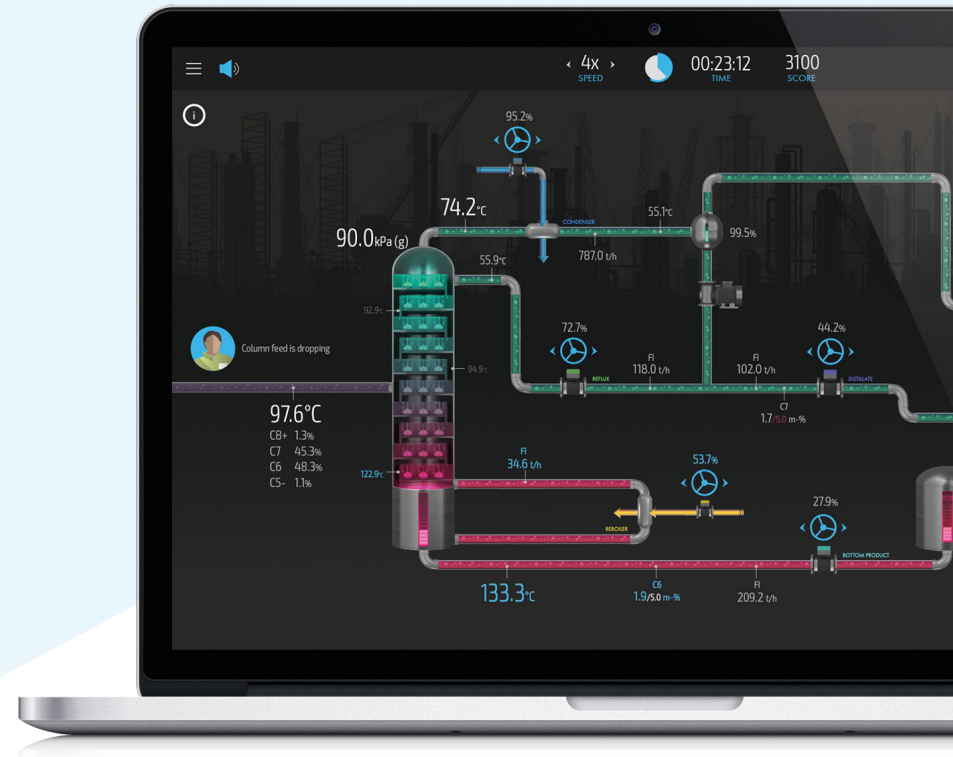 ‹ 4x ›
SPEED
00:23:12
TIME
3100
SCORE
i
95.2%
74.2°C
CONDENSER
55.1°C
90.0 kPa (g)
787.0 t/h
99.5%
55.9°C
92.9°C
72.7%
44.2%
Column feed is dropping
94.9°C
FI
118.0 t/h
FI
102.0 t/h
REFLUX
DISTILLATE
97.6°C
C7
1.7/5.0 m-%
C8+ 1.3%
C7 45.3%
C6 48.3%
C5- 1.1%
FI
34.6 t/h
53.7%
122.9°C
27.9%
REBOILER
BOTTOM PRODUCT
133.3°C
C6
1.9/5.0 m-%
FI
209.2 t/h